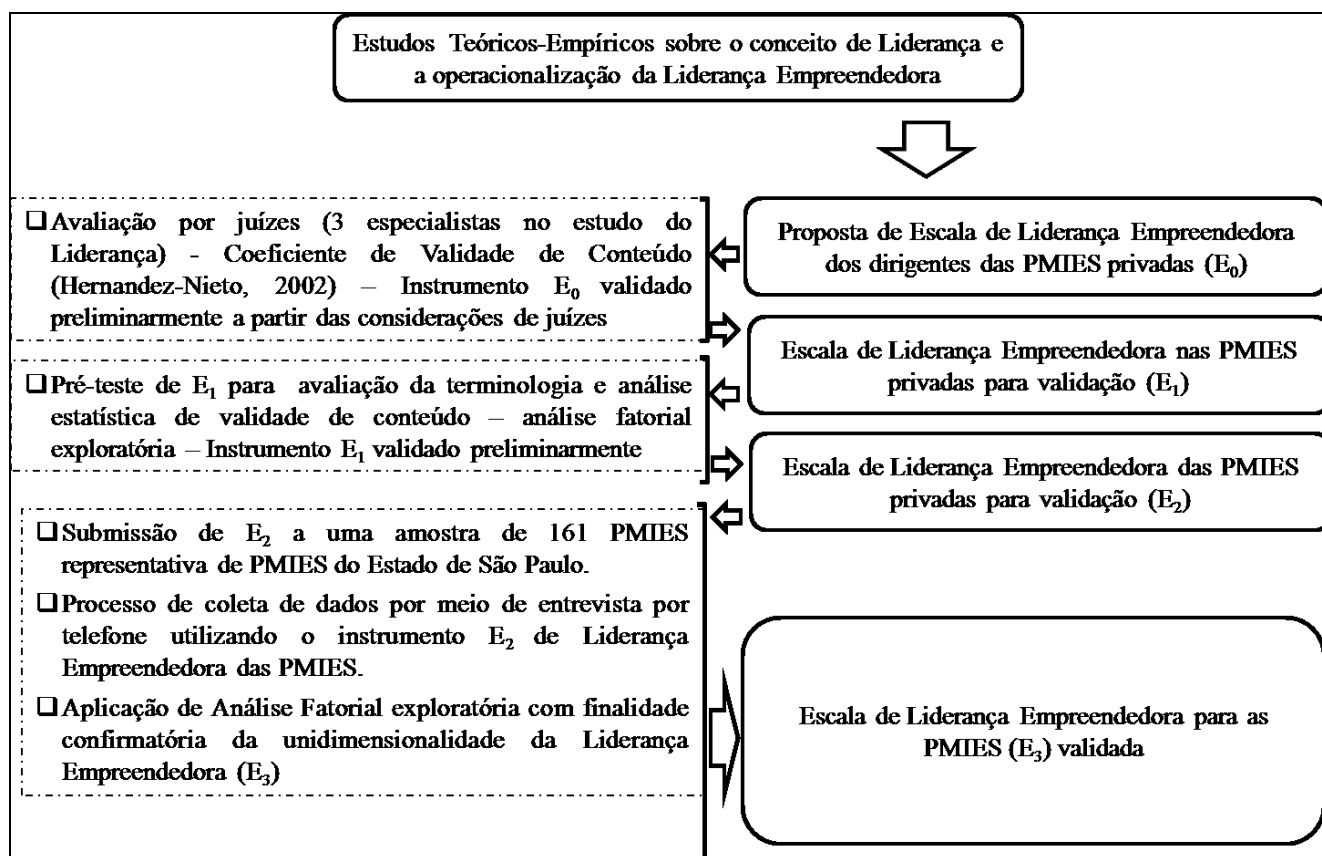 Estudos Teóricos-Empíricos sobre o conceito de Liderança e
a operacionalização da Liderança Empreendedora
❑Avaliação por juízes (3 especialistas no estudo do
Liderança) - Coeficiente de Validade de Conteúdo
(Hernandez-Nieto, 2002) – Instrumento E₀ validado
preliminarmente a partir das considerações de juízes
Proposta de Escala de Liderança Empreendedora
dos dirigentes das PMIES privadas (E₀)
Escala de Liderança Empreendedora nas PMIES
privadas para validação (E₁)
❑Pré-teste de E₁ para avaliação da terminologia e análise
estatística de validade de conteúdo – análise fatorial
exploratória – Instrumento E₁ validado preliminarmente
Escala de Liderança Empreendedora das PMIES
privadas para validação (E₂)
❑Submissão de E₂ a uma amostra de 161 PMIES
representativa de PMIES do Estado de São Paulo.
❑Processo de coleta de dados por meio de entrevista por
telefone utilizando o instrumento E₂ de Liderança
Empreendedora das PMIES.
❑Aplicação de Análise Fatorial exploratória com finalidade
confirmatória da unidimensionalidade da Liderança
Empreendedora (E₃)
Escala de Liderança Empreendedora para as
PMIES (E₃) validada